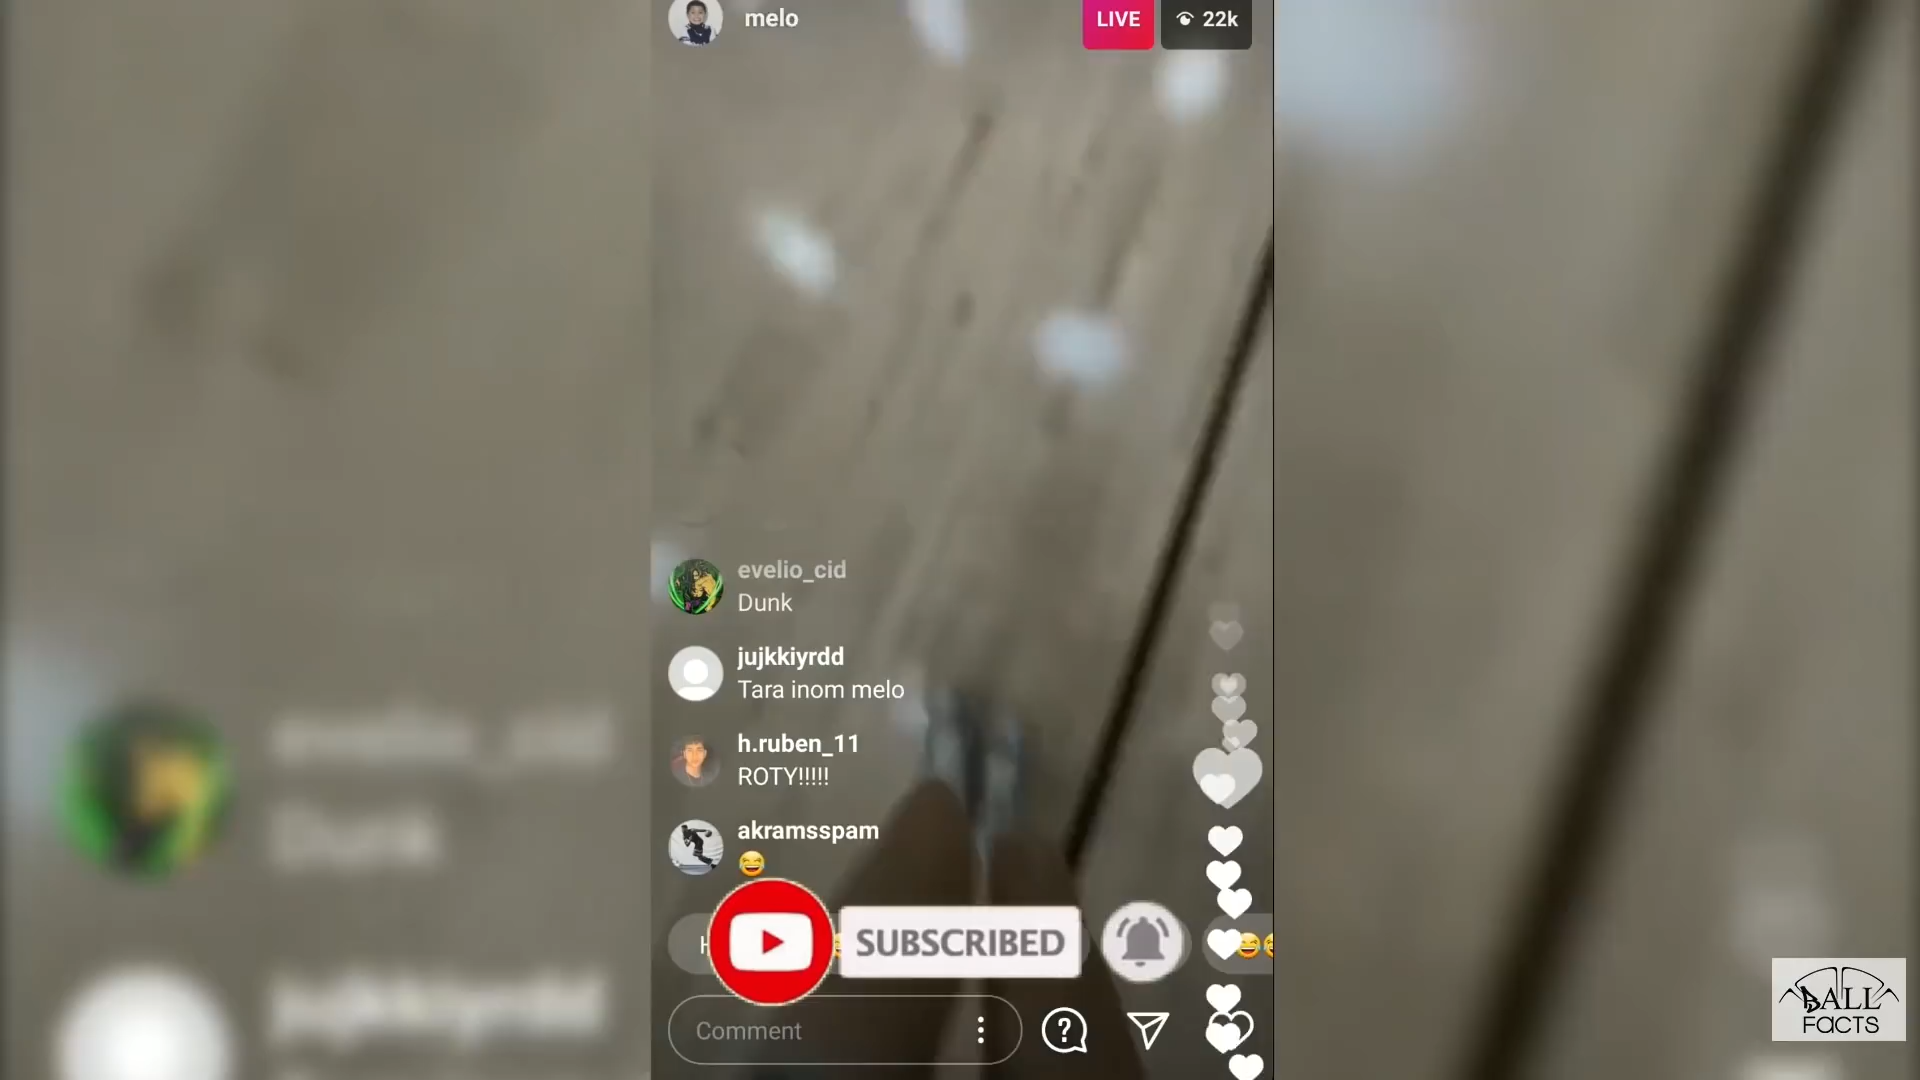 melo
LIVE
22k
evelio_cid
Dunk
jujkkiyrdd
Tara inom melo
h.ruben_11
ROTY!!!!!
akramsspam
😂
SUBSCRIBED
Comment
BALL
FACTS